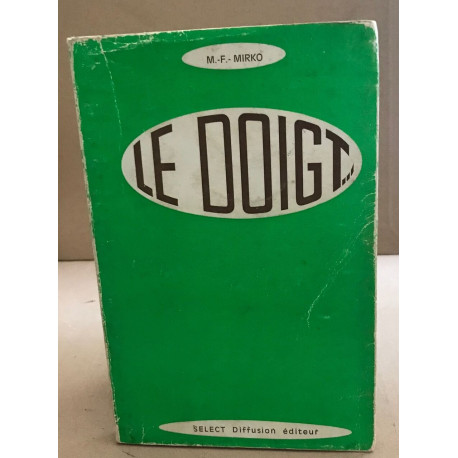 M.-F.-MIRKO
LE DOIGT...
SELECT Diffusion éditeur